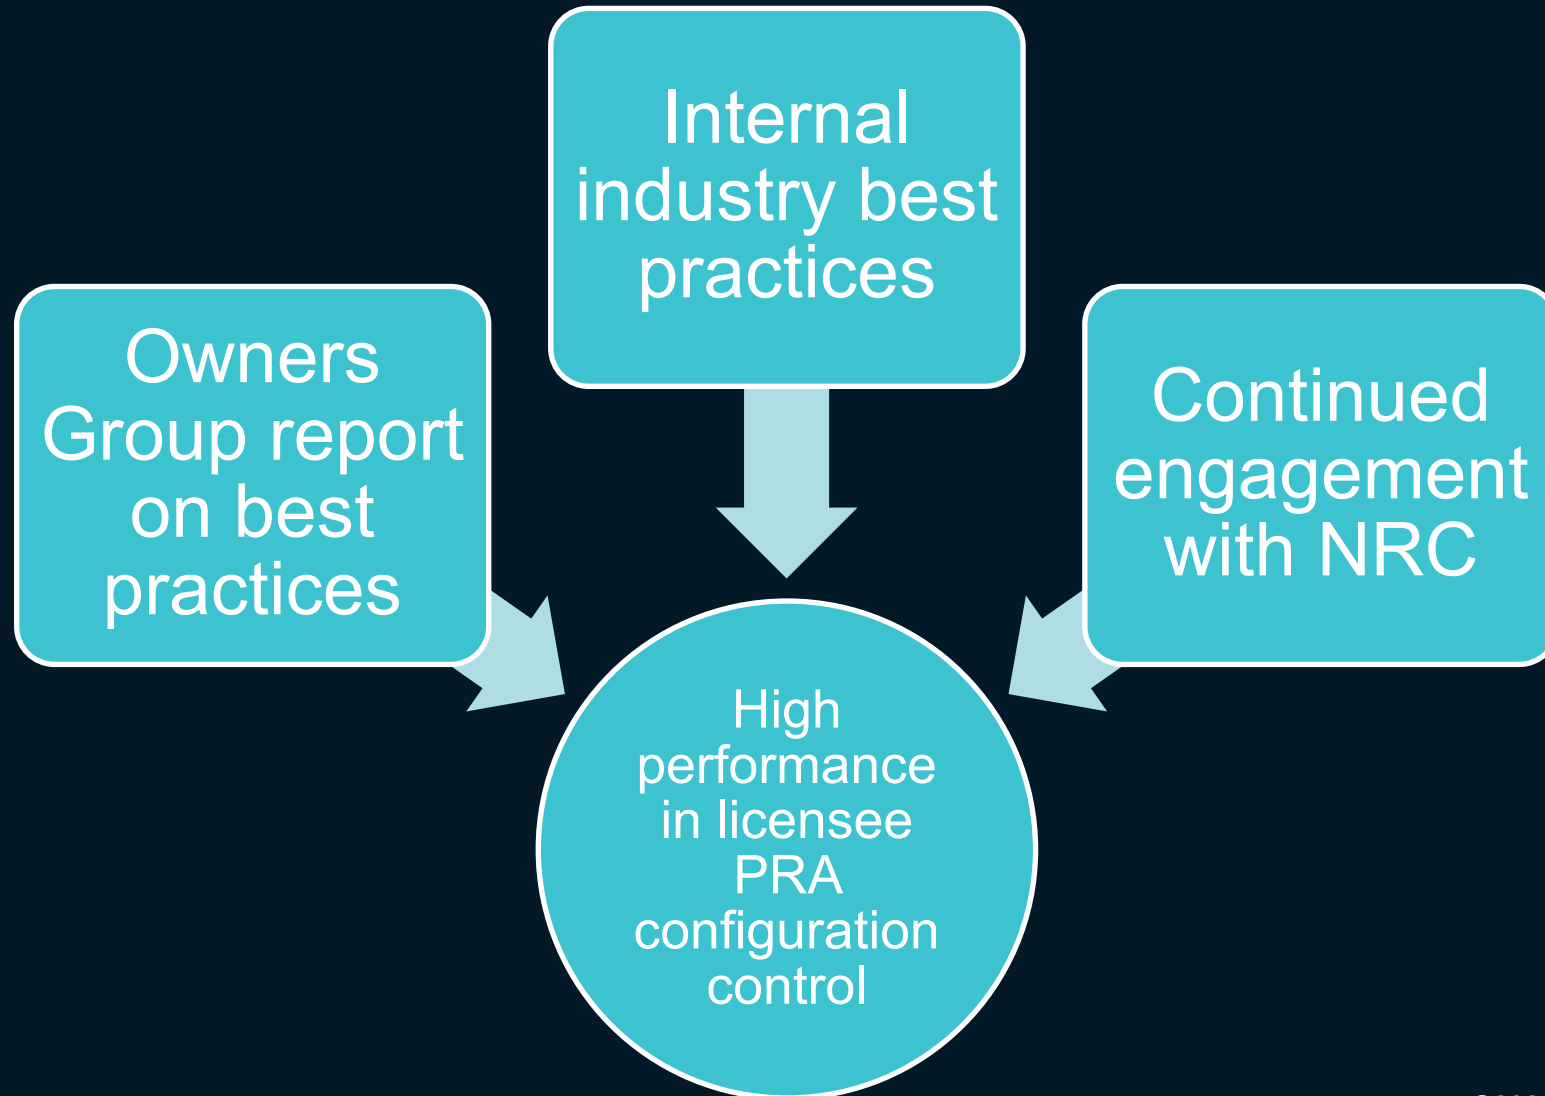 Internal
industry best
practices
Owners
Group report
on best
practices
Continued
engagement
with NRC
High
performance
in licensee
PRA
configuration
control